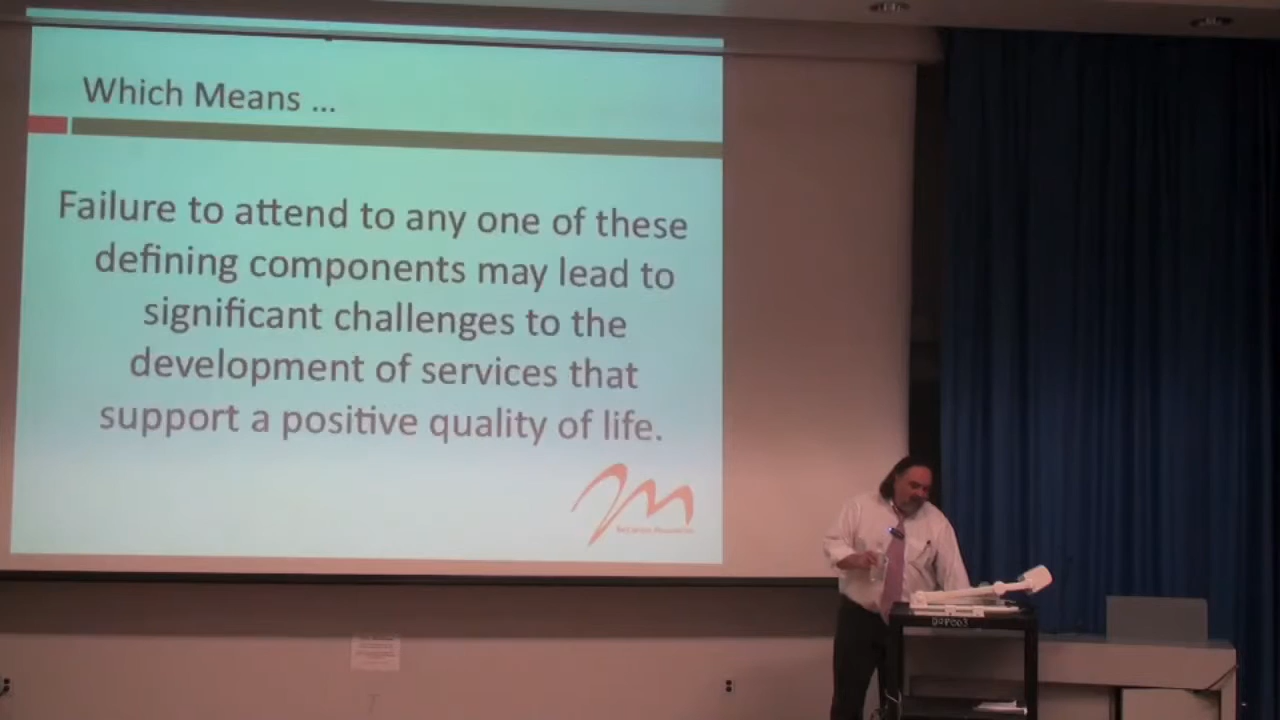 Which Means ...
Failure to attend to any one of these
defining components may lead to
significant challenges to the
development of services that
support a positive quality of life.